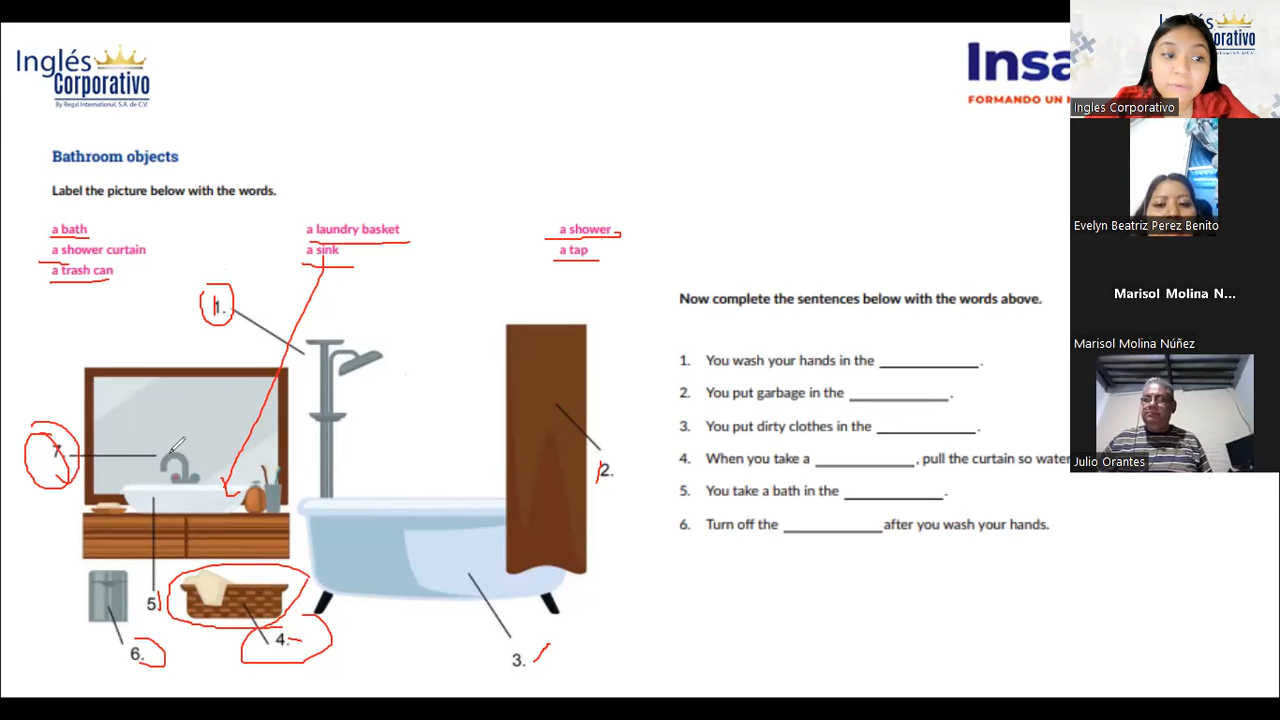 Inglés
Corporativo
By Regal International, S.A. de C.V.
Insa
FORMANDO UN
Bathroom objects
Label the picture below with the words.
a bath
a laundry basket
a shower
a shower curtain
a sink
a tap
a trash can
1.
2.
3.
4.
5
6.
7.
Now complete the sentences below with the words above.
1. You wash your hands in the ______________.
2. You put garbage in the ______________.
3. You put dirty clothes in the ______________.
4. When you take a ______________, pull the curtain so water
5. You take a bath in the ______________.
6. Turn off the ______________ after you wash your hands.
Inglés
orativo
Ingles Corporativo
Evelyn Beatriz Perez Benito
Marisol Molina N...
Marisol Molina Núñez
Julio Orantes